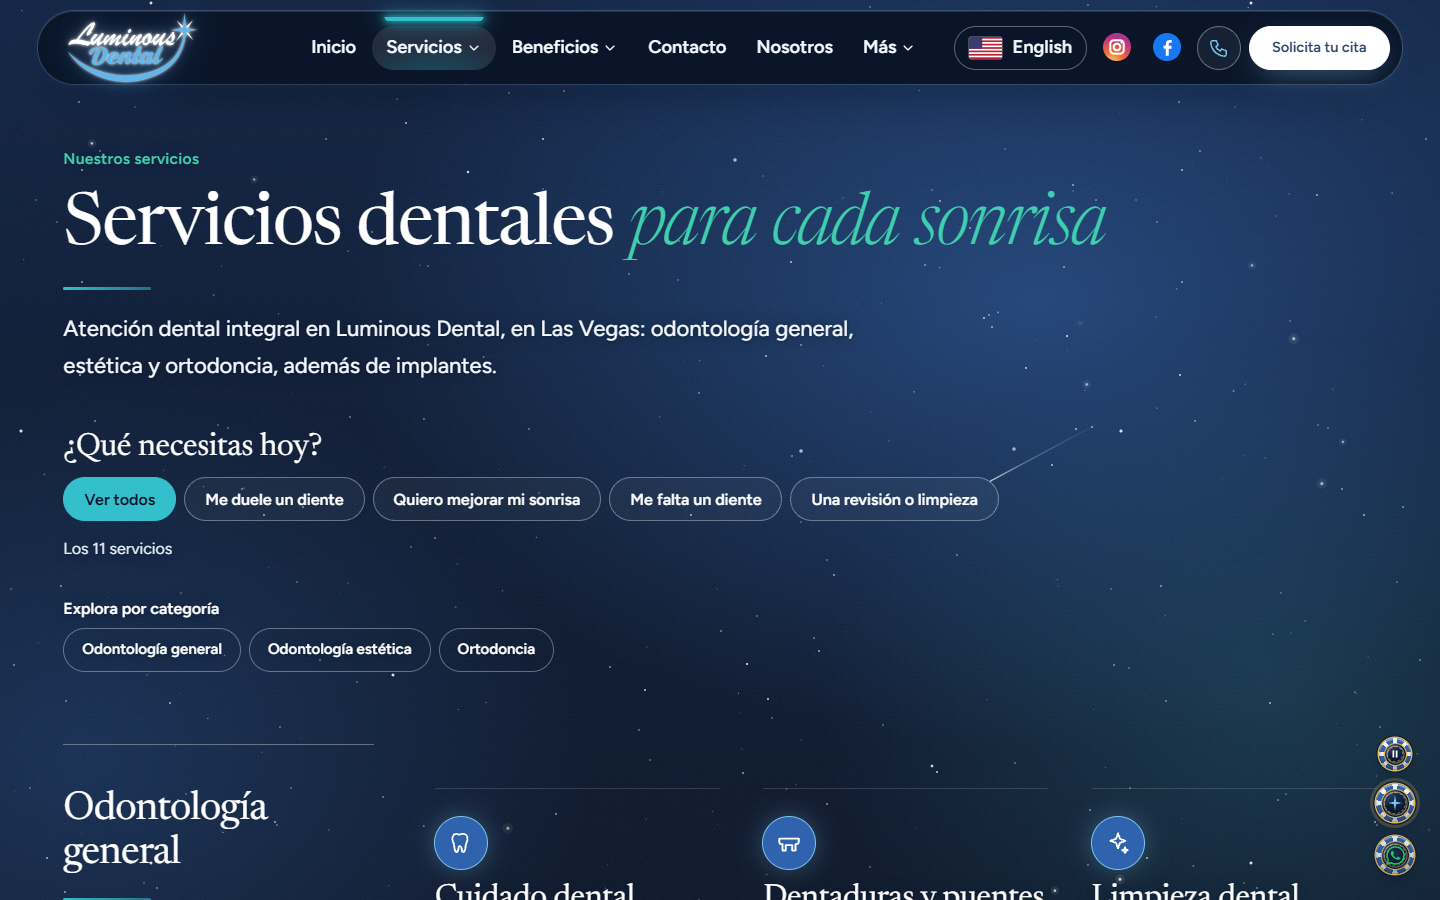 Luminous
Dental
Inicio
Servicios
Beneficios
Contacto
Nosotros
Más
English
Solicita tu cita
Nuestros servicios
Servicios dentales para cada sonrisa
Atención dental integral en Luminous Dental, en Las Vegas: odontología general,
estética y ortodoncia, además de implantes.
¿Qué necesitas hoy?
Ver todos
Me duele un diente
Quiero mejorar mi sonrisa
Me falta un diente
Una revisión o limpieza
Los 11 servicios
Explora por categoría
Odontología general
Odontología estética
Ortodoncia
Odontología
general
Cuidado dental
Dentaduras y puentes
Limpieza dental